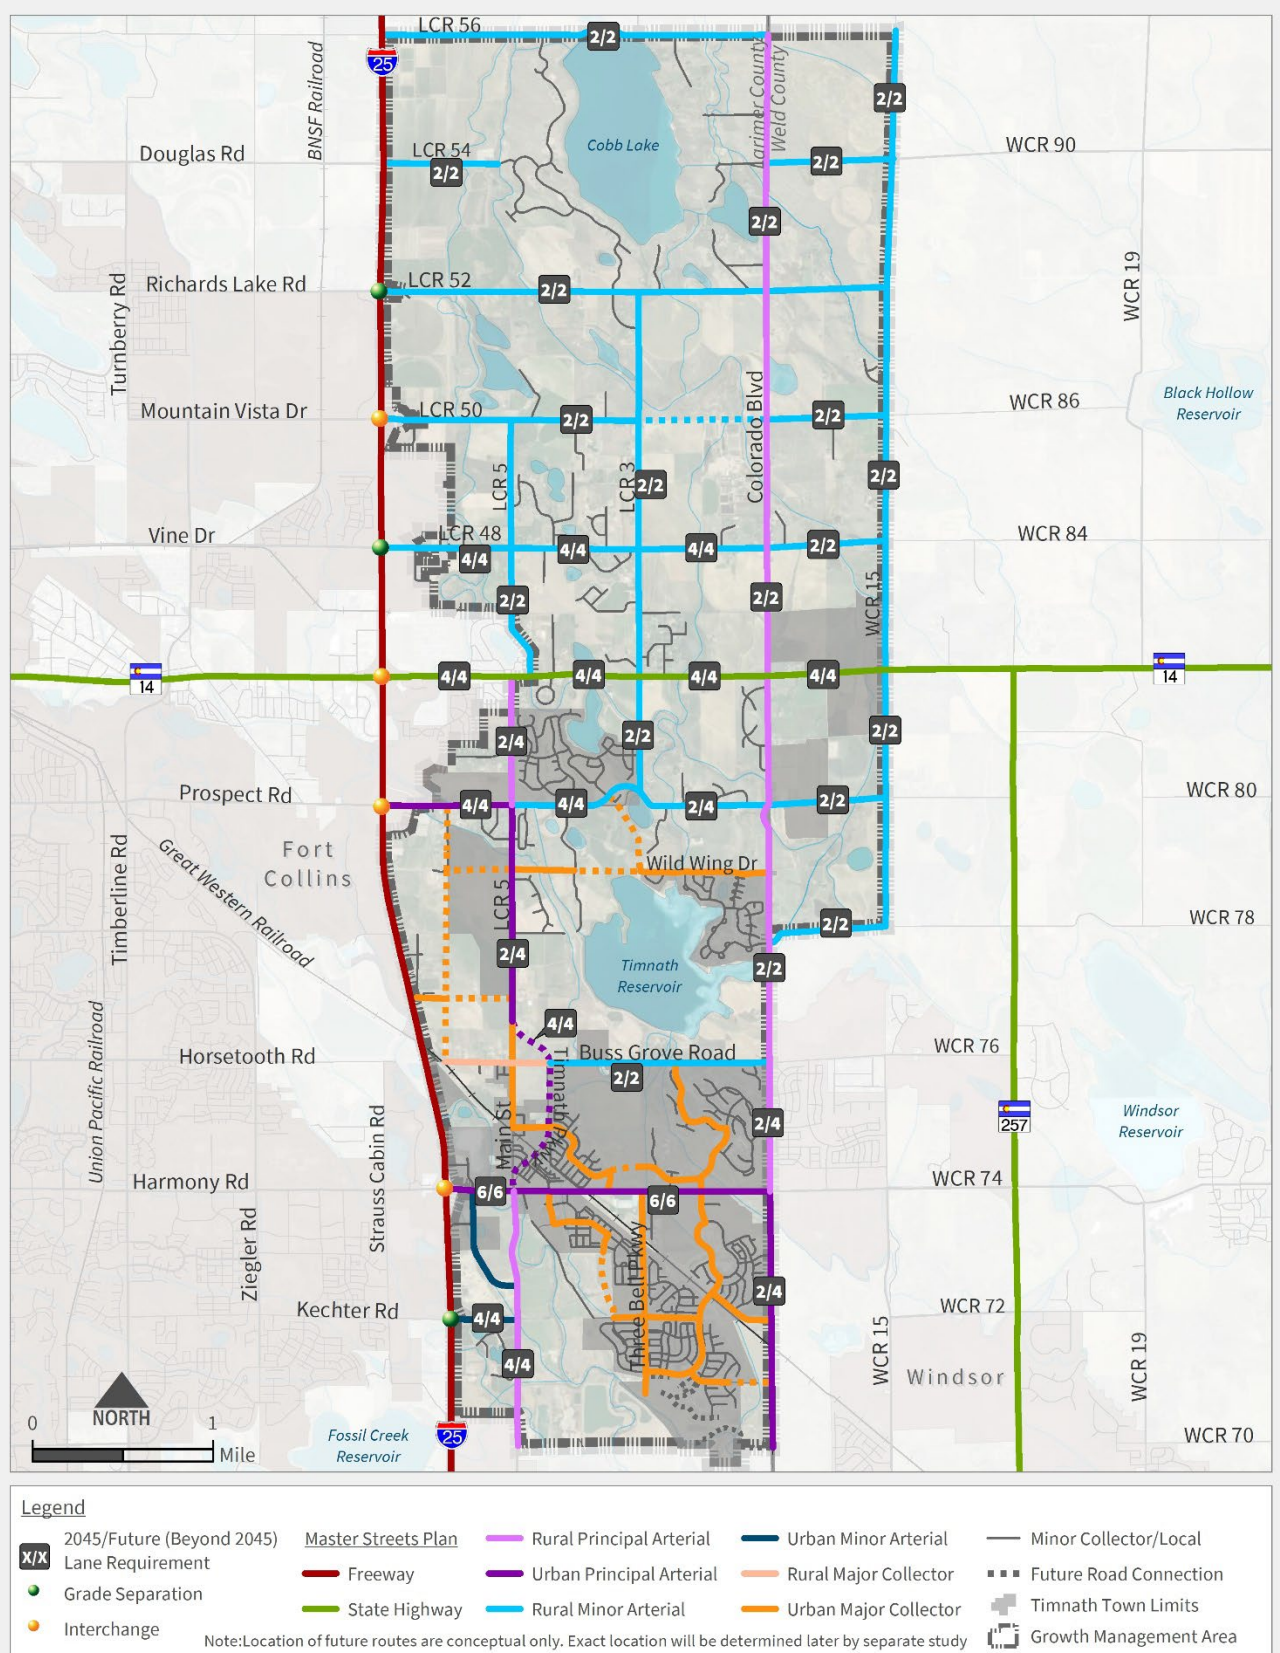 LCR 56
2/2
25
BNSF Railroad
Larimer County
Weld County
2/2
Cobb Lake
Douglas Rd
LCR 54
2/2
2/2
WCR 90
2/2
Turnberry Rd
Richards Lake Rd
LCR 52
2/2
WCR 19
Mountain Vista Dr
LCR 50
2/2
2/2
WCR 86
Black Hollow
Reservoir
Colorado Blvd
LCR 5
LCR 3
2/2
2/2
Vine Dr
LCR 48
4/4
4/4
4/4
2/2
WCR 84
2/2
2/2
WCR 15
14
4/4
4/4
4/4
4/4
14
2/4
2/2
2/2
Prospect Rd
4/4
4/4
2/4
2/2
WCR 80
Timberline Rd
Great Western Railroad
Fort
Collins
Wild Wing Dr
LCR 5
2/2
WCR 78
2/4
Timnath
Reservoir
2/2
Union Pacific Railroad
4/4
Horsetooth Rd
Timnath Pkwy
Buss Grove Road
2/2
WCR 76
Strauss Cabin Rd
Main St
2/4
257
Windsor
Reservoir
Harmony Rd
6/6
6/6
WCR 74
Ziegler Rd
Three Bell Pkwy
2/4
Kechter Rd
4/4
WCR 72
4/4
WCR 15
Windsor
WCR 19
NORTH
0 1
Mile
Fossil Creek
Reservoir
25
WCR 70
Legend
X/X
2045/Future (Beyond 2045)
Lane Requirement
Grade Separation
Interchange
Master Streets Plan
Freeway
State Highway
Rural Principal Arterial
Urban Principal Arterial
Rural Minor Arterial
Urban Minor Arterial
Rural Major Collector
Urban Major Collector
Minor Collector/Local
Future Road Connection
Timnath Town Limits
Growth Management Area
Note:Location of future routes are conceptual only. Exact location will be determined later by separate study